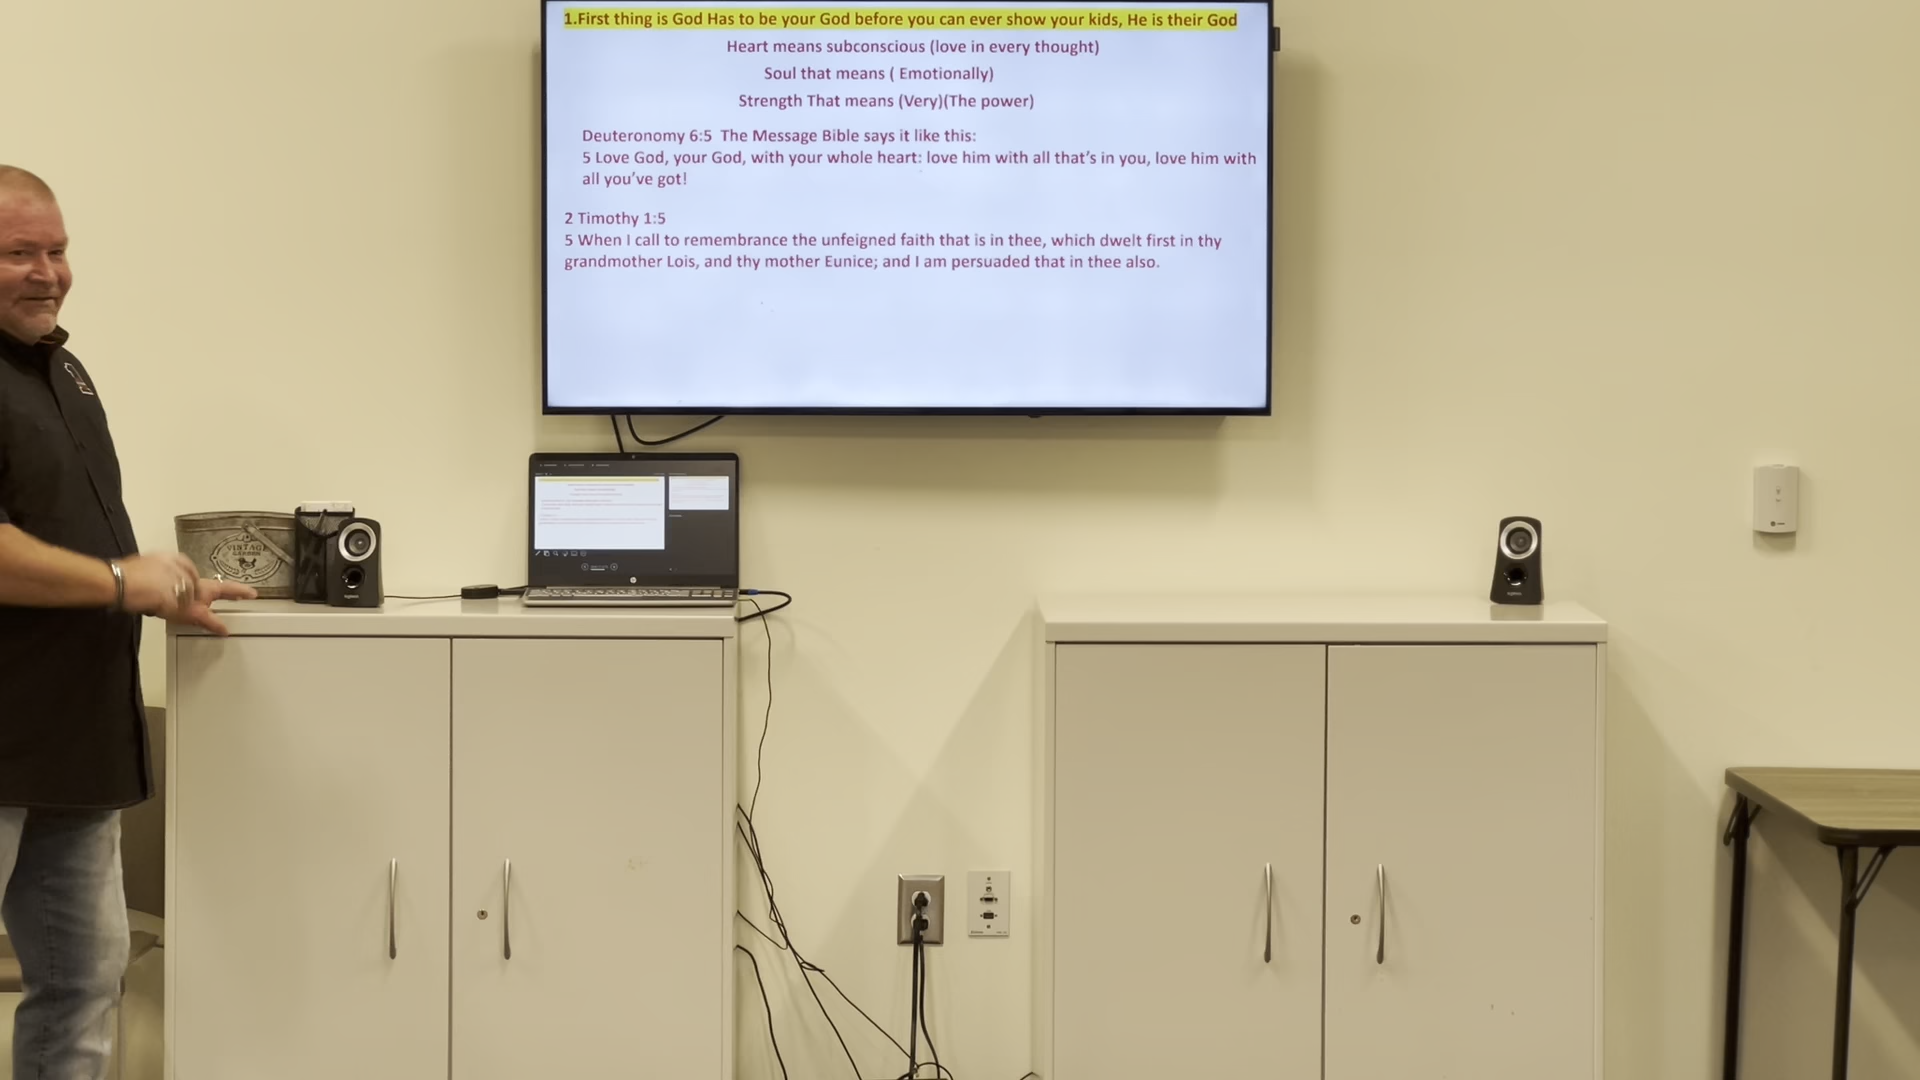 1.First thing is God Has to be your God before you can ever show your kids, He is their God
Heart means subconscious (love in every thought)
Soul that means ( Emotionally)
Strength That means (Very)(The power)
Deuteronomy 6:5  The Message Bible says it like this:
5 Love God, your God, with your whole heart: love him with all that’s in you, love him with
all you’ve got!
2 Timothy 1:5
5 When I call to remembrance the unfeigned faith that is in thee, which dwelt first in thy
grandmother Lois, and thy mother Eunice; and I am persuaded that in thee also.
VINTAGE
hp